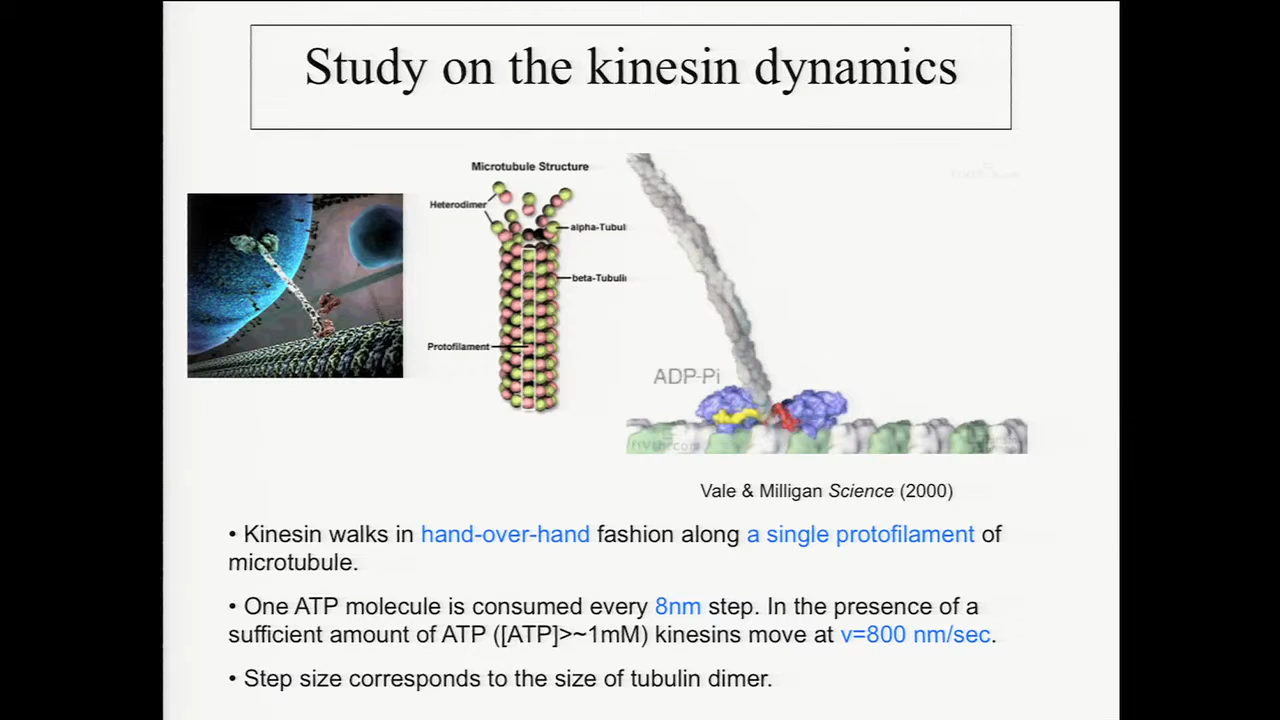 Study on the kinesin dynamics
Microtubule Structure
Heterodimer
alpha-Tubul
beta-Tubulin
Protofilament
ADP-Pi
Vale & Milligan Science (2000)
• Kinesin walks in hand-over-hand fashion along a single protofilament of
microtubule.
• One ATP molecule is consumed every 8nm step. In the presence of a
sufficient amount of ATP ([ATP]>~1mM) kinesins move at v=800 nm/sec.
• Step size corresponds to the size of tubulin dimer.